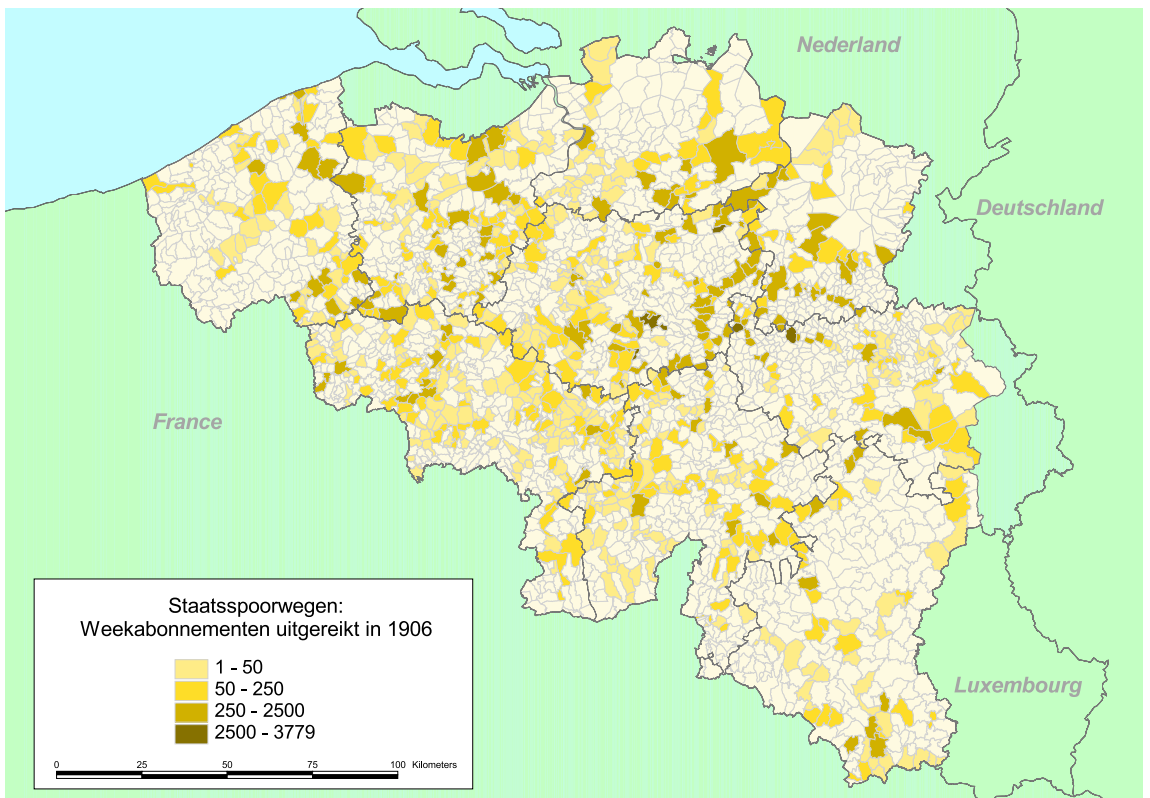 Nederland
Deutschland
France
Luxembourg
Staatsspoorwegen:
Weekabonnementen uitgereikt in 1906
1 - 50
50 - 250
250 - 2500
2500 - 3779
0 25 50 75 100 Kilometers